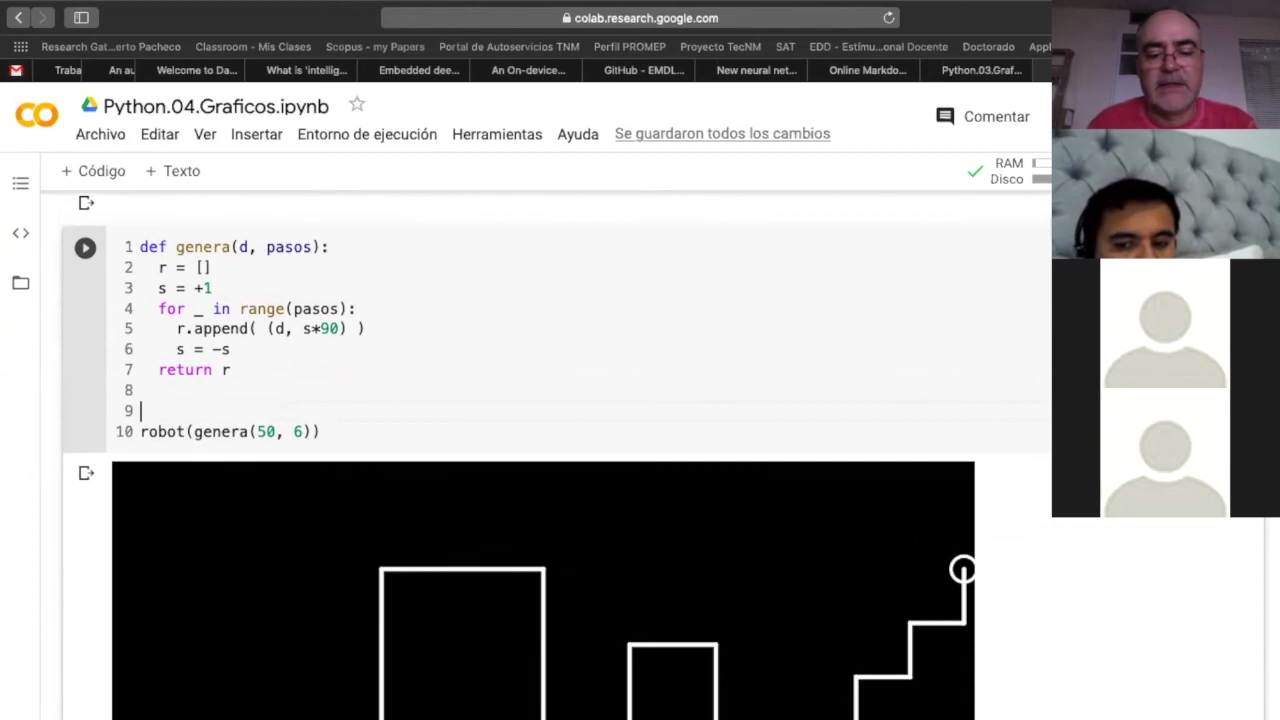 colab.research.google.com
Research Gat...erto Pacheco Classroom - Mis Clases Scopus - my Papers Portal de Autoservicios TNM Perfil PROMEP Proyecto TecNM SAT EDD - Estímu...onal Docente Doctorado Appl
Traba An au Welcome to Da... What is 'intellig... Embedded dee... An On-device... GitHub - EMDL... New neural net... Online Markdo... Python.03.Graf...
CO Python.04.Graficos.ipynb
Comentar
Archivo Editar Ver Insertar Entorno de ejecución Herramientas Ayuda Se guardaron todos los cambios
+ Código + Texto
RAM
Disco
1 def genera(d, pasos):
2 r = []
3 s = +1
4 for _ in range(pasos):
5 r.append( (d, s*90) )
6 s = -s
7 return r
8
9
10 robot(genera(50, 6))